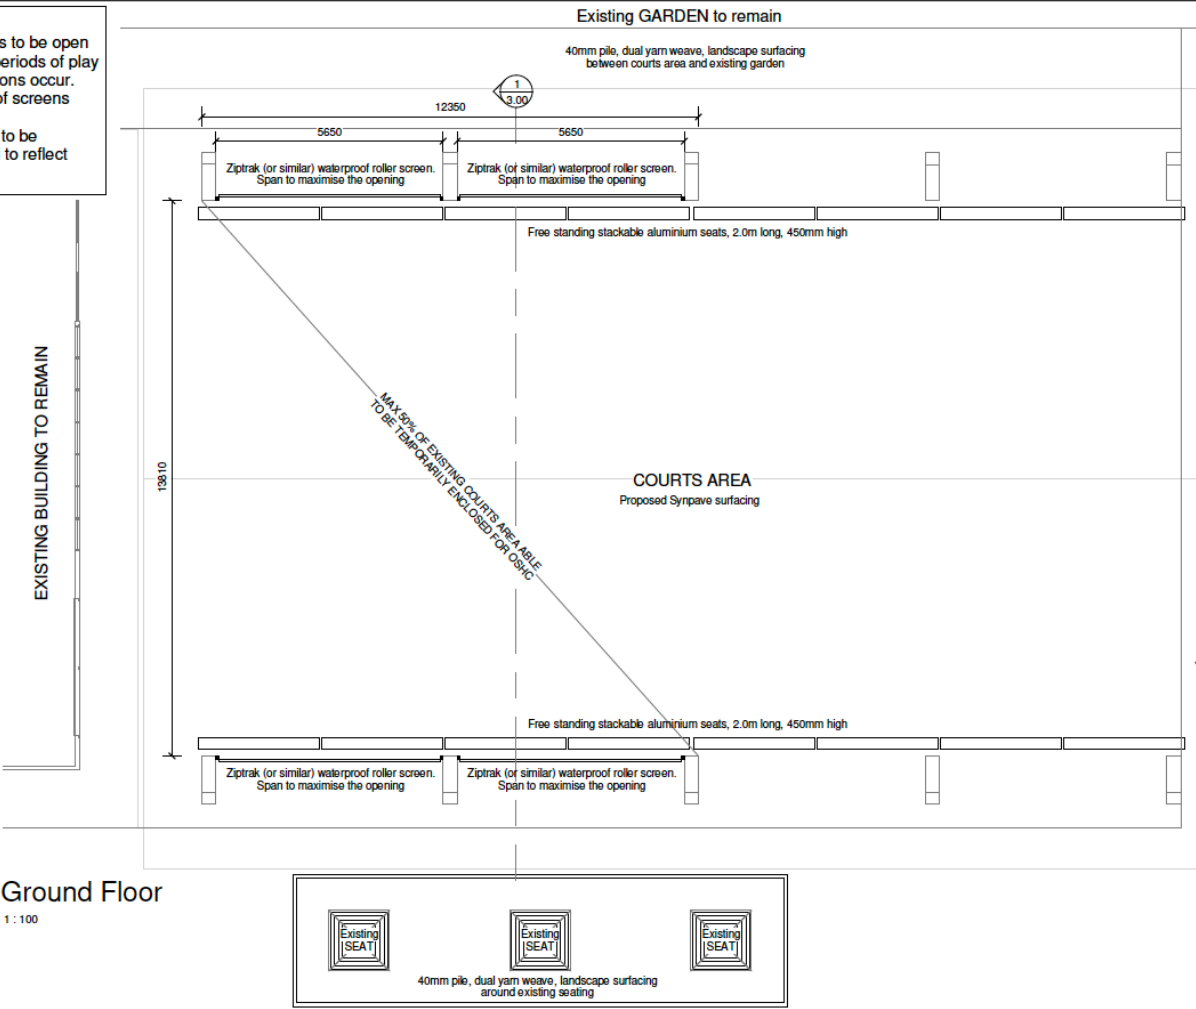 Existing GARDEN to remain
s to be open
eriods of play
ons occur.
of screens
to be
to reflect
40mm pile, dual yarn weave, landscape surfacing
between courts area and existing garden
1
3.00
12350
5650
5650
Ziptrak (or similar) waterproof roller screen.
Span to maximise the opening
Ziptrak (or similar) waterproof roller screen.
Span to maximise the opening
Free standing stackable aluminium seats, 2.0m long, 450mm high
EXISTING BUILDING TO REMAIN
13810
MAX 50% OF EXISTING COURTS AREA ABLE
TO BE TEMPORARILY ENCLOSED FOR OSHC
COURTS AREA
Proposed Synpave surfacing
Free standing stackable aluminium seats, 2.0m long, 450mm high
Ziptrak (or similar) waterproof roller screen.
Span to maximise the opening
Ziptrak (or similar) waterproof roller screen.
Span to maximise the opening
Ground Floor
1 : 100
Existing
SEAT
Existing
SEAT
Existing
SEAT
40mm pile, dual yarn weave, landscape surfacing
around existing seating